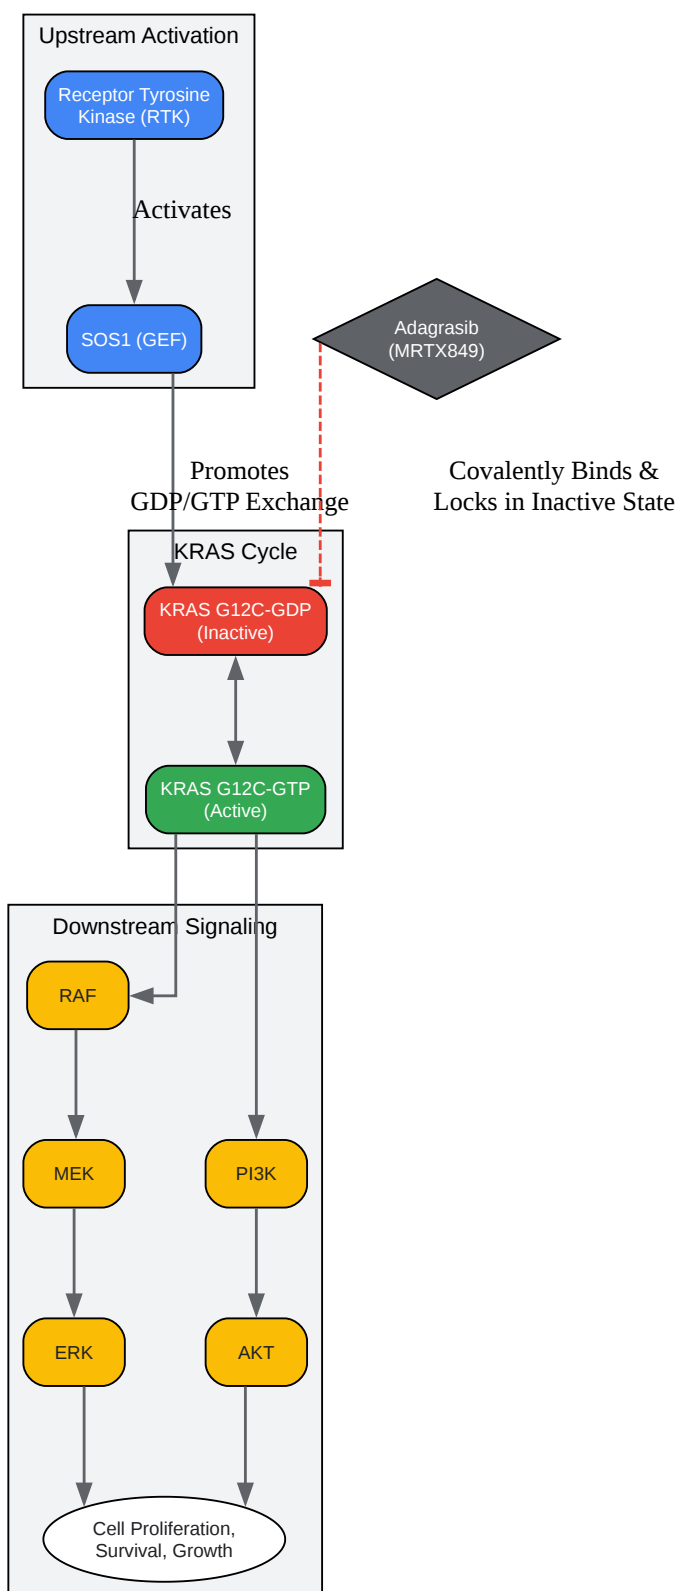 Upstream Activation
Receptor Tyrosine
Kinase (RTK)
Activates
SOS1 (GEF)
Adagrasib
(MRTX849)
Promotes
GDP/GTP Exchange
Covalently Binds &
Locks in Inactive State
KRAS Cycle
KRAS G12C-GDP
(Inactive)
KRAS G12C-GTP
(Active)
Downstream Signaling
RAF
MEK
PI3K
ERK
AKT
Cell Proliferation,
Survival, Growth